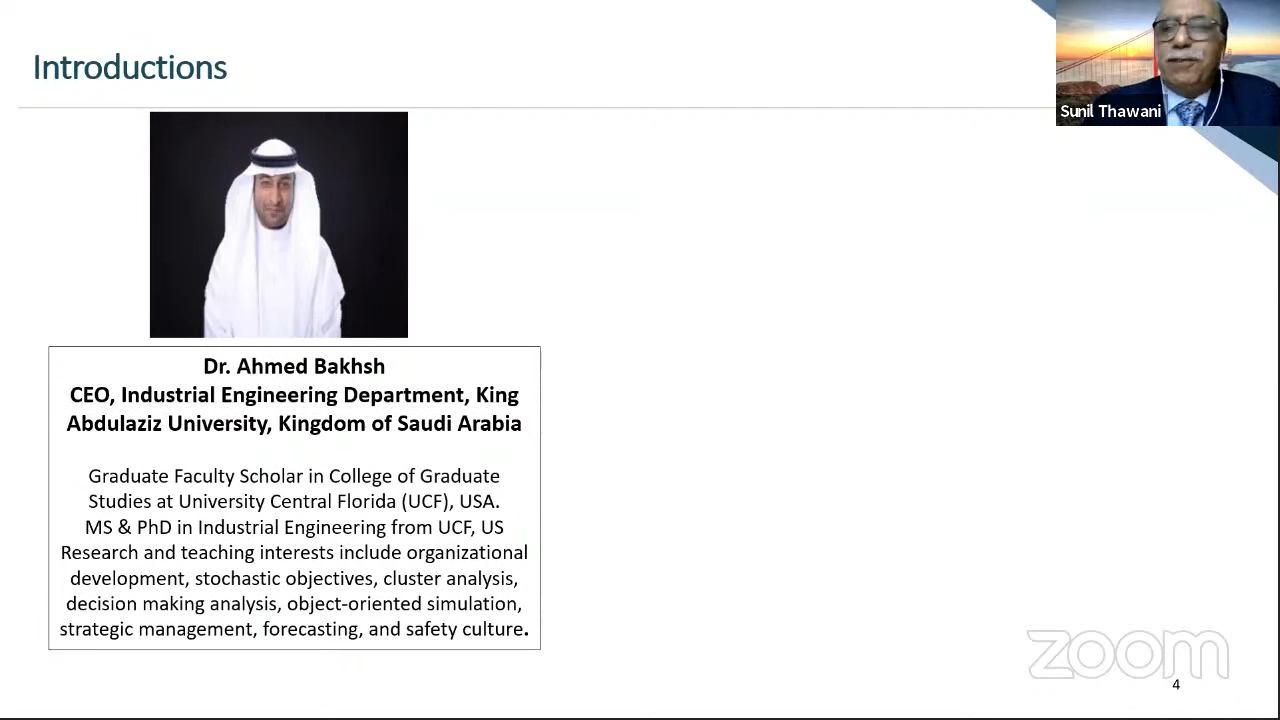 Introductions
Sunil Thawani
Dr. Ahmed Bakhsh
CEO, Industrial Engineering Department, King
Abdulaziz University, Kingdom of Saudi Arabia
Graduate Faculty Scholar in College of Graduate
Studies at University Central Florida (UCF), USA.
MS & PhD in Industrial Engineering from UCF, US
Research and teaching interests include organizational
development, stochastic objectives, cluster analysis,
decision making analysis, object-oriented simulation,
strategic management, forecasting, and safety culture.
zoom
4